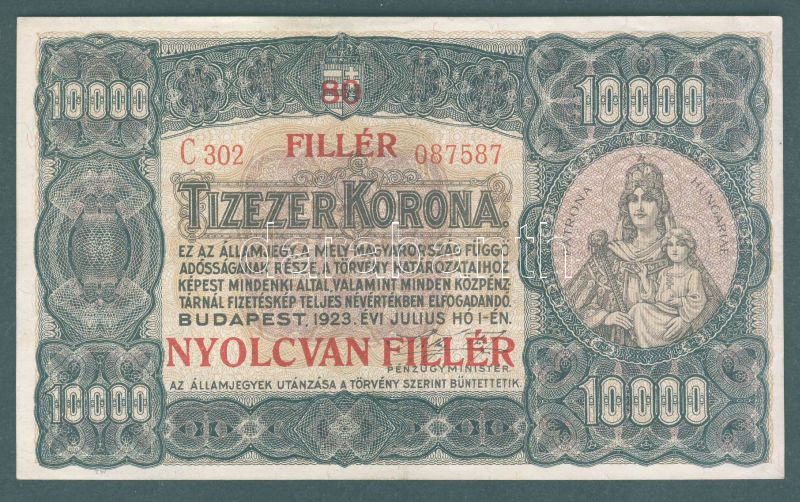 10000
10000
80
FILLÉR
C 302
087587
TIZEZER KORONA.
EZ AZ ÁLLAMJEGY, A MELY MAGYARORSZÁG FÜGGŐ
ADÓSSÁGÁNAK RÉSZE, A TÖRVÉNY HATÁROZATAIHOZ
KÉPEST MINDENKI ÁLTAL, VALAMINT MINDEN KÖZPÉNZ-
TÁRNÁL FIZETÉSKÉP TELJES NÉVÉRTÉKBEN ELFOGADANDÓ.
BUDAPEST, 1923. ÉVI JULIUS HÓ 1-ÉN.
NYOLCVAN FILLÉR
PÉNZÜGYMINISTER
AZ ÁLLAMJEGYEK UTÁNZÁSA A TÖRVÉNY SZERINT BÜNTETTETIK.
PATRONA HUNGARIAE
10000
10000